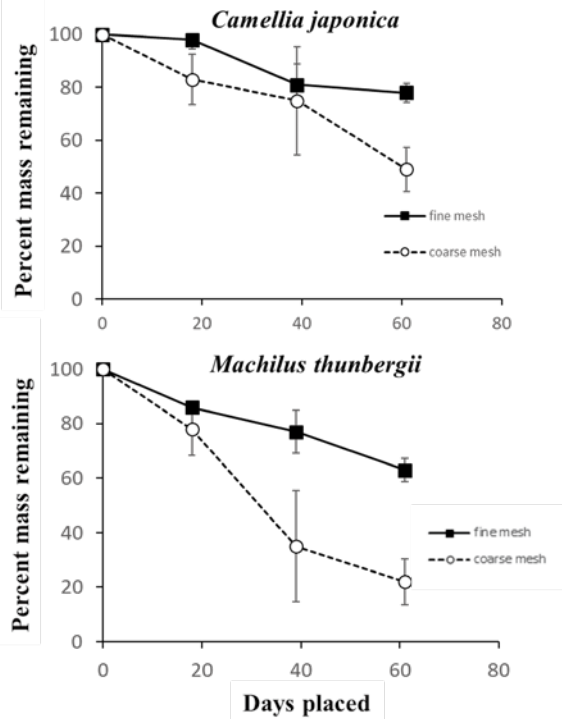 Camellia japonica
Percent mass remaining
100
80
60
40
20
0
fine mesh
coarse mesh
0 20 40 60 80
Machilus thunbergii
Percent mass remaining
100
80
60
40
20
0
fine mesh
coarse mesh
0 20 40 60 80
Days placed